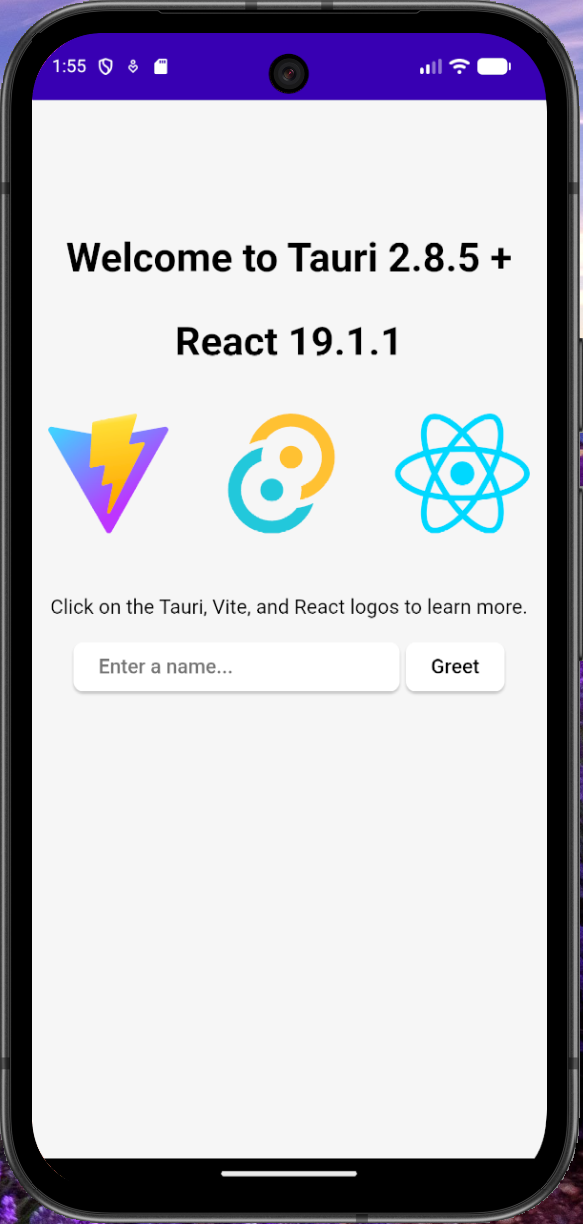 1:55
Welcome to Tauri 2.8.5 +
React 19.1.1
Click on the Tauri, Vite, and React logos to learn more.
Enter a name... Greet